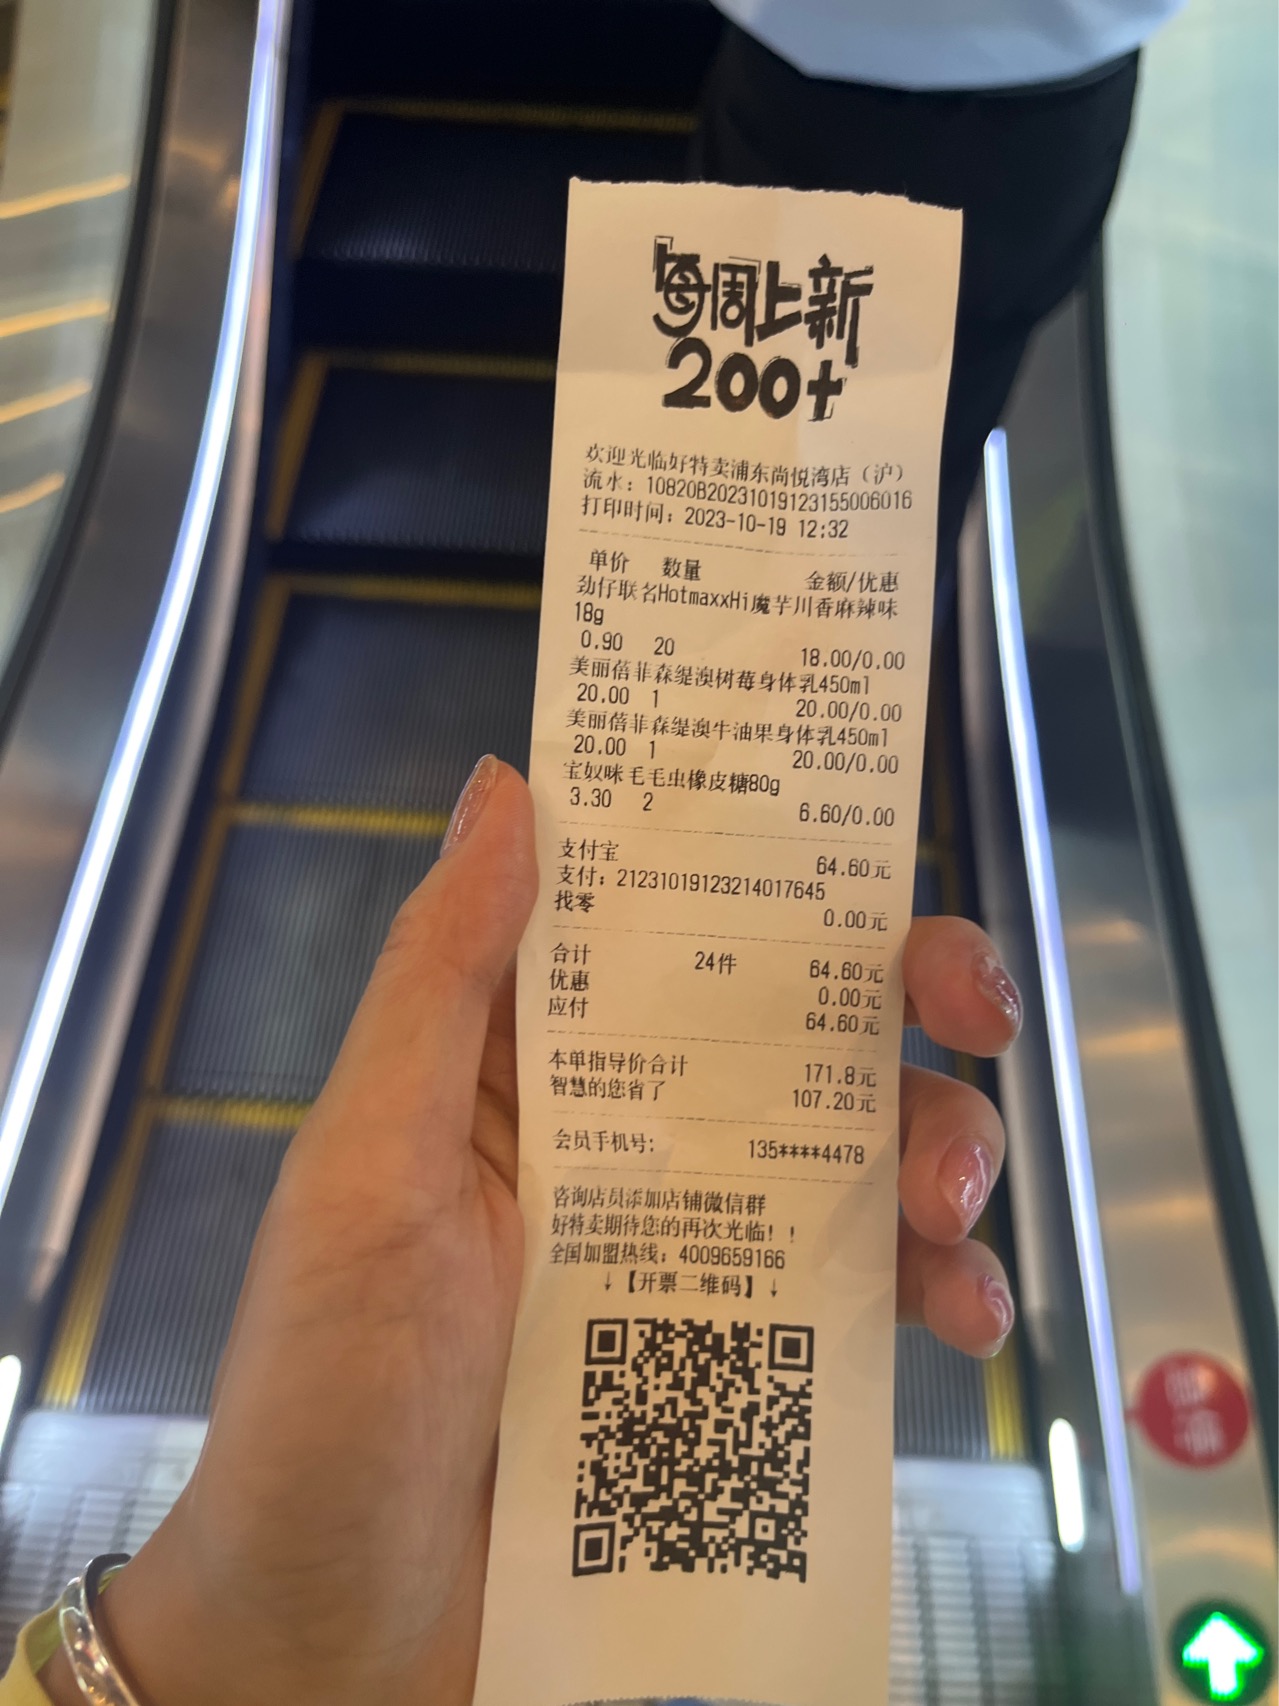 每周上新
200+
欢迎光临好特卖浦东尚悦湾店（沪）
流水：10820B20231019123155006016
打印时间：2023-10-19 12:32
单价 数量 金额/优惠
劲仔联名HotmaxxHi魔芋川香麻辣味
18g
0.90 20 18.00/0.00
美丽蓓菲森缇澳树莓身体乳450ml
20.00 1 20.00/0.00
美丽蓓菲森缇澳牛油果身体乳450ml
20.00 1 20.00/0.00
宝奴咪毛毛虫橡皮糖80g
3.30 2 6.60/0.00
支付宝 64.60元
支付：21231019123214017645
找零 0.00元
合计 24件 64.60元
优惠 0.00元
应付 64.60元
本单指导价合计 171.8元
智慧的您省了 107.20元
会员手机号: 135****4478
咨询店员添加店铺微信群
好特卖期待您的再次光临！！
全国加盟热线：4009659166
↓【开票二维码】↓